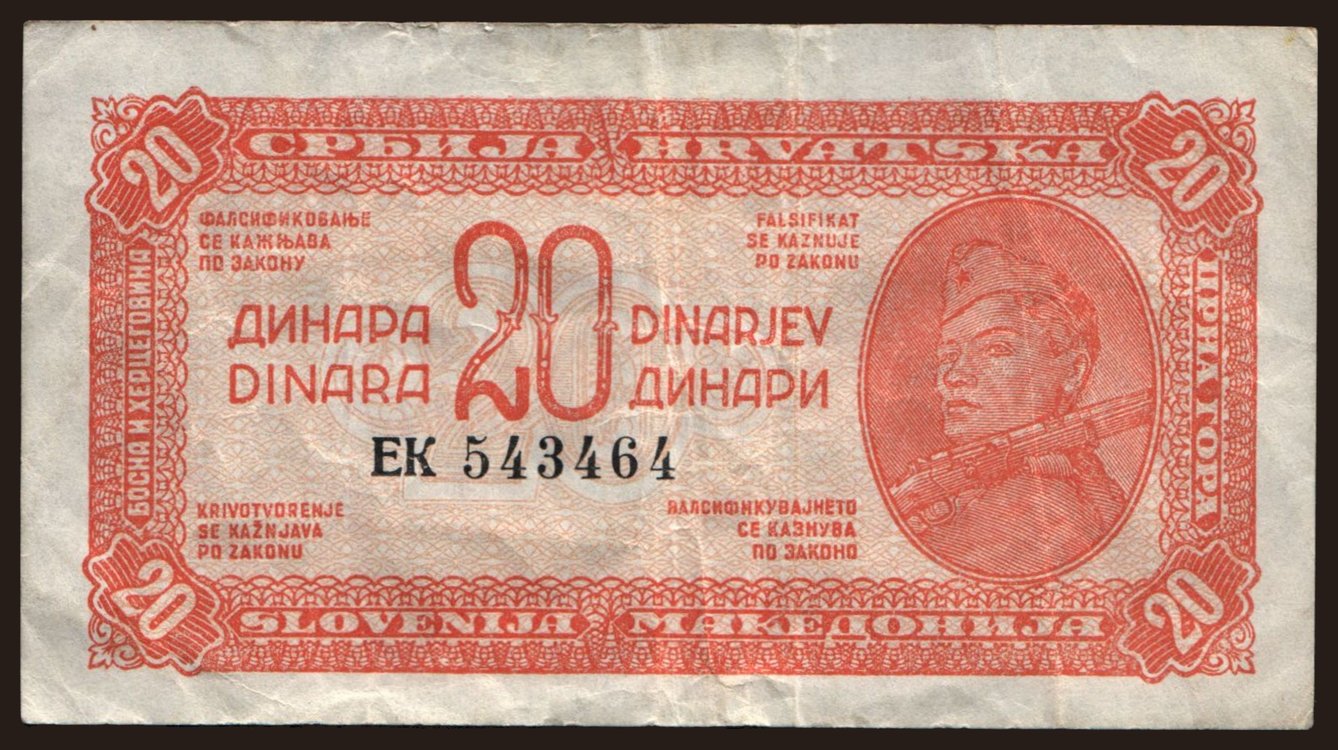 20
СРБИЈА
HRVATSKA
20
ФАЛСИФИКОВАЊЕ
СЕ КАЖЊАВА
ПО ЗАКОНУ
20
FALSIFIKAT
SE KAZNUJE
PO ZAKONU
БОСНА И ХЕРЦЕГОВИНА
ДИНАРА
DINARA
DINARJEV
ДИНАРИ
ЦРНА ГОРА
EK 543464
KRIVOTVORENJE
SE KAŽNJAVA
PO ZAKONU
ФАЛСИФИКУВАЈНЕТО
СЕ КАЗНУВА
ПО ЗАКОНО
20
SLOVENIJA
МАКЕДОНИЈА
20